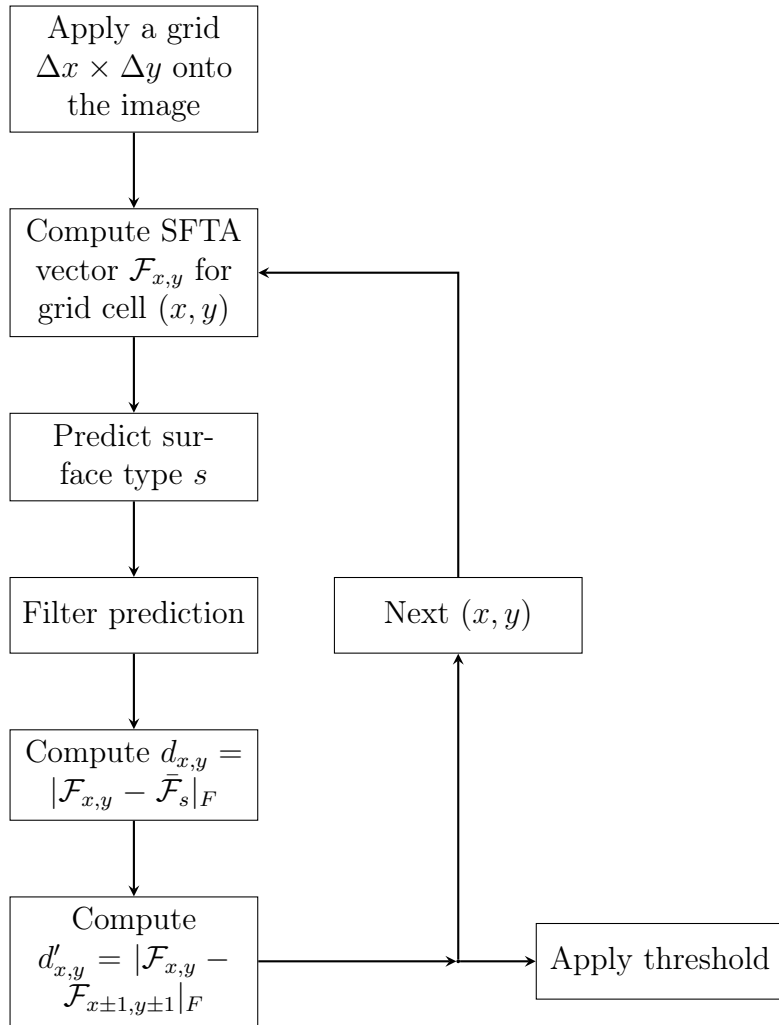 Apply a grid
Δx × Δy onto
the image
Compute SFTA
vector 𝓕_{x,y} for
grid cell (x, y)
Predict sur-
face type s
Filter prediction
Next (x, y)
Compute d_{x,y} =
|𝓕_{x,y} − 𝓕̄_s|_F
Compute
d′_{x,y} = |𝓕_{x,y} −
𝓕_{x±1,y±1}|_F
Apply threshold